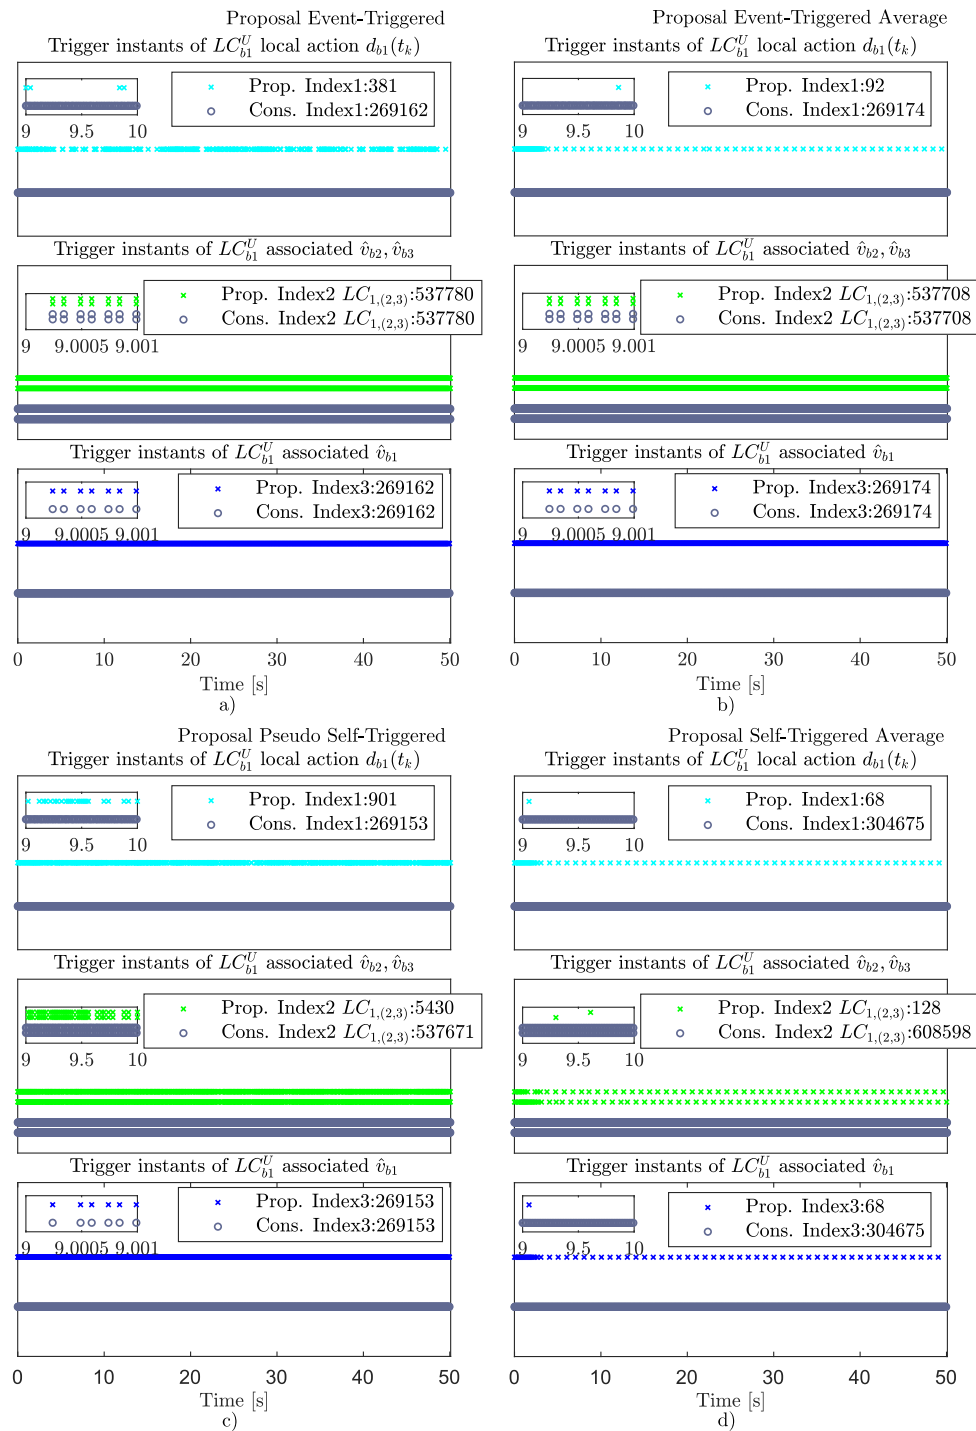 Proposal Event-Triggered
Trigger instants of LC_{b1}^U local action d_{b1}(t_k)
Prop. Index1:381
Cons. Index1:269162
9 9.5 10
Trigger instants of LC_{b1}^U associated v̂_{b2}, v̂_{b3}
Prop. Index2 LC_{1,(2,3)}:537780
Cons. Index2 LC_{1,(2,3)}:537780
9 9.0005 9.001
Trigger instants of LC_{b1}^U associated v̂_{b1}
Prop. Index3:269162
Cons. Index3:269162
9 9.0005 9.001
0 10 20 30 40 50
Time [s]
a)
Proposal Event-Triggered Average
Trigger instants of LC_{b1}^U local action d_{b1}(t_k)
Prop. Index1:92
Cons. Index1:269174
9 9.5 10
Trigger instants of LC_{b1}^U associated v̂_{b2}, v̂_{b3}
Prop. Index2 LC_{1,(2,3)}:537708
Cons. Index2 LC_{1,(2,3)}:537708
9 9.0005 9.001
Trigger instants of LC_{b1}^U associated v̂_{b1}
Prop. Index3:269174
Cons. Index3:269174
9 9.0005 9.001
0 10 20 30 40 50
Time [s]
b)
Proposal Pseudo Self-Triggered
Trigger instants of LC_{b1}^U local action d_{b1}(t_k)
Prop. Index1:901
Cons. Index1:269153
9 9.5 10
Trigger instants of LC_{b1}^U associated v̂_{b2}, v̂_{b3}
Prop. Index2 LC_{1,(2,3)}:5430
Cons. Index2 LC_{1,(2,3)}:537671
9 9.5 10
Trigger instants of LC_{b1}^U associated v̂_{b1}
Prop. Index3:269153
Cons. Index3:269153
9 9.0005 9.001
0 10 20 30 40 50
Time [s]
c)
Proposal Self-Triggered Average
Trigger instants of LC_{b1}^U local action d_{b1}(t_k)
Prop. Index1:68
Cons. Index1:304675
9 9.5 10
Trigger instants of LC_{b1}^U associated v̂_{b2}, v̂_{b3}
Prop. Index2 LC_{1,(2,3)}:128
Cons. Index2 LC_{1,(2,3)}:608598
9 9.5 10
Trigger instants of LC_{b1}^U associated v̂_{b1}
Prop. Index3:68
Cons. Index3:304675
9 9.5 10
0 10 20 30 40 50
Time [s]
d)